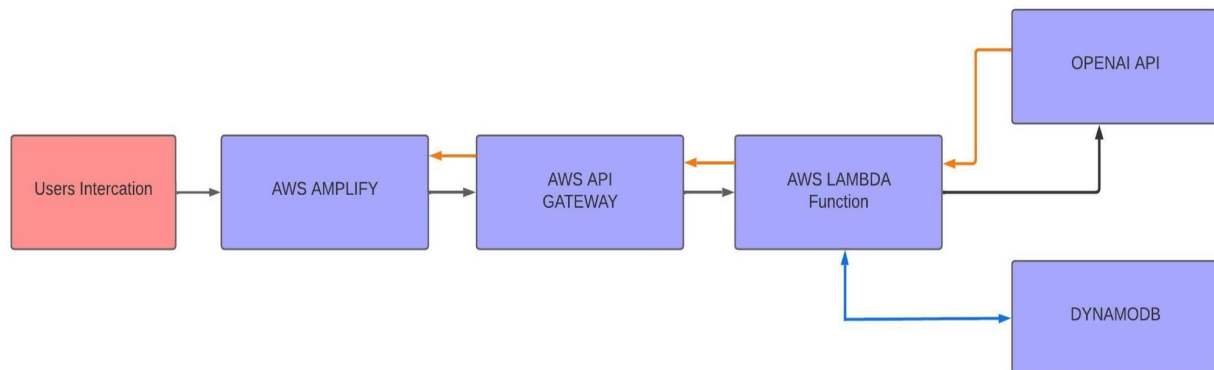 Users Intercation
AWS AMPLIFY
AWS API
GATEWAY
AWS LAMBDA
Function
OPENAI API
DYNAMODB